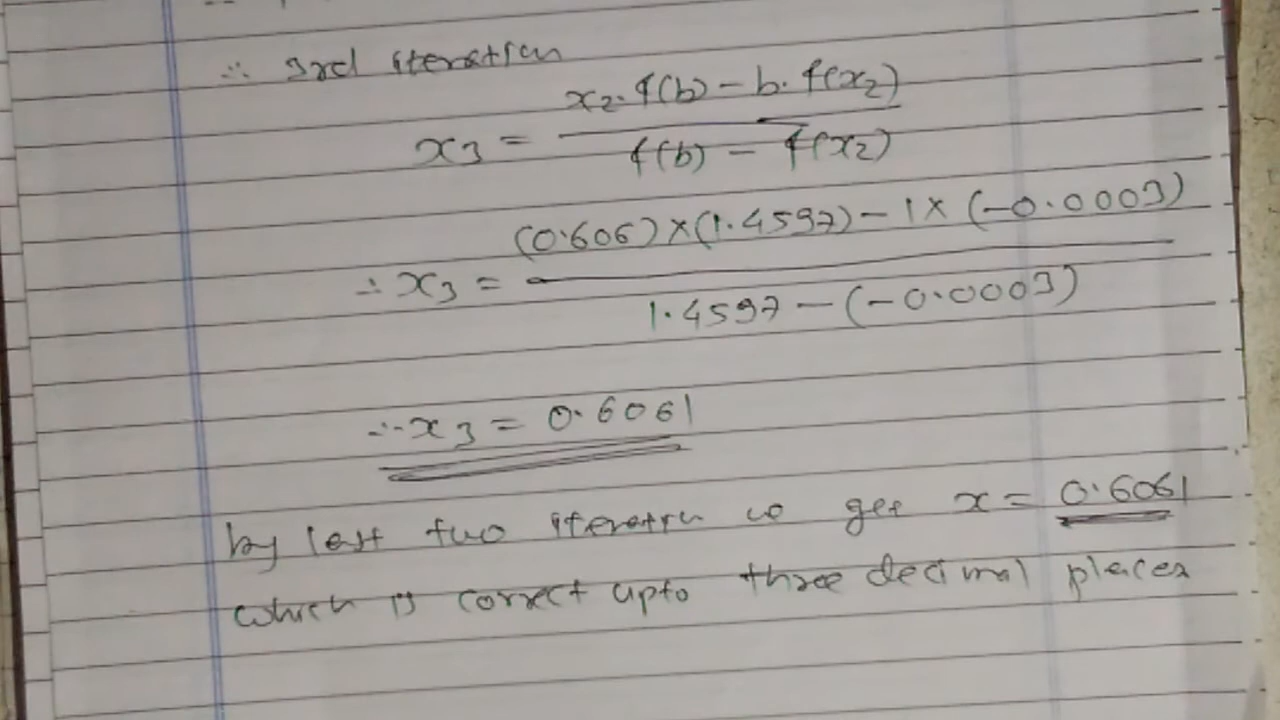 ∴ 3rd iteration
x₃ = x₂. f(b) - b. f(x₂) / f(b) - f(x₂)
∴ x₃ = (0.606)×(1.4597) - 1×(-0.0003) / 1.4597 - (-0.0003)
∴ x₃ = 0.6061
by last two iteration we get x = 0.6061
which is correct upto three decimal places